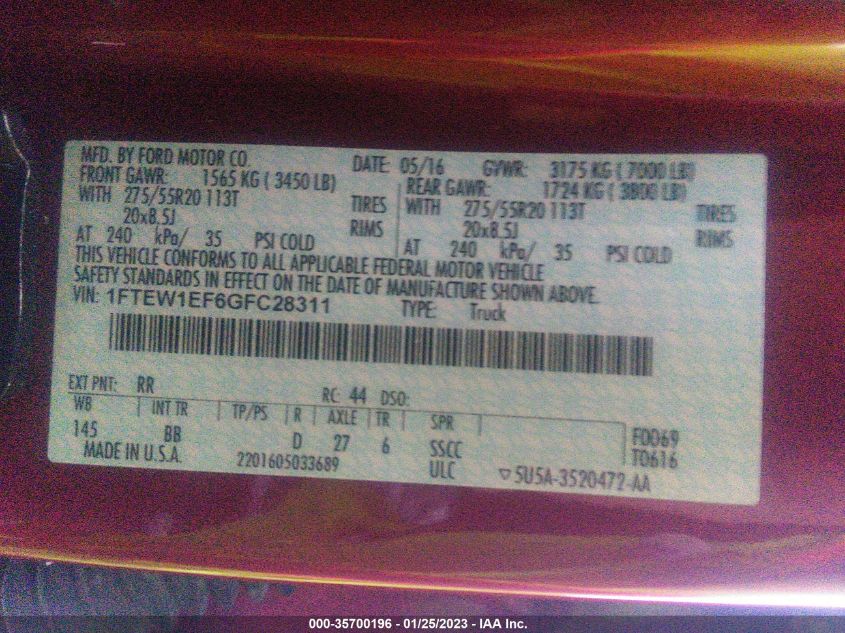 MFD. BY FORD MOTOR CO. DATE: 05/16 GVWR: 3175 KG ( 7000 LB)
FRONT GAWR: 1565 KG ( 3450 LB) REAR GAWR: 1724 KG ( 3800 LB)
WITH 275/55R20 113T TIRES WITH 275/55R20 113T TIRES
20x8.5J RIMS 20x8.5J RIMS
AT 240 kPa/ 35 PSI COLD AT 240 kPa/ 35 PSI COLD
THIS VEHICLE CONFORMS TO ALL APPLICABLE FEDERAL MOTOR VEHICLE
SAFETY STANDARDS IN EFFECT ON THE DATE OF MANUFACTURE SHOWN ABOVE.
VIN: 1FTEW1EF6GFC28311 TYPE: Truck
EXT PNT: RR RC: 44 DSO:
WB INT TR TP/PS R AXLE TR SPR
145 BB D 27 6 SSCC F0069
MADE IN U.S.A. 2201605033689 ULC T0616
5U5A-3520472-AA
000-35700196 - 01/25/2023 - IAA Inc.